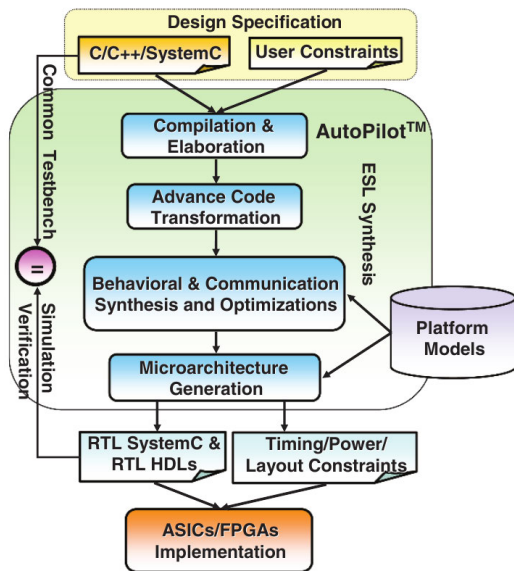 Design Specification
C/C++/SystemC
User Constraints
Compilation &
Elaboration
AutoPilot™
Common Testbench
ESL Synthesis
Advance Code
Transformation
=
Behavioral & Communication
Synthesis and Optimizations
Platform
Models
Simulation
Verification
Microarchitecture
Generation
RTL SystemC &
RTL HDLs
Timing/Power/
Layout Constraints
ASICs/FPGAs
Implementation